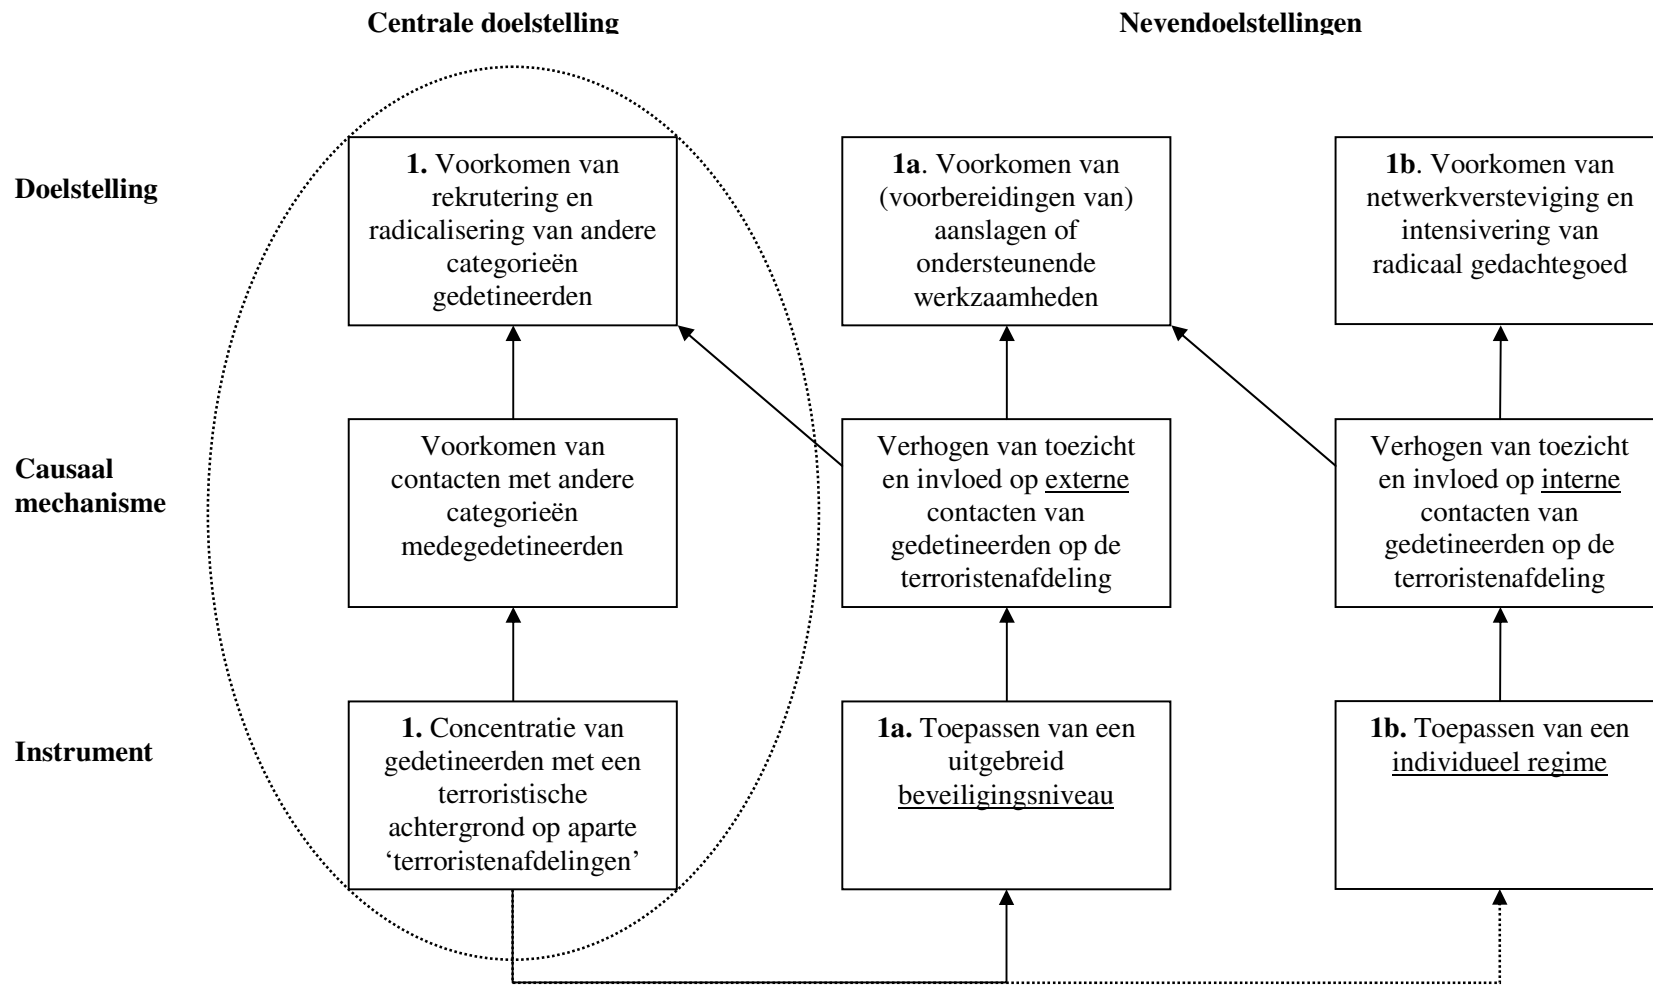 Centrale doelstelling
Nevendoelstellingen
Doelstelling
1. Voorkomen van
rekrutering en
radicalisering van andere
categorieën
gedetineerden
1a. Voorkomen van
(voorbereidingen van)
aanslagen of
ondersteunende
werkzaamheden
1b. Voorkomen van
netwerkversteviging en
intensivering van
radicaal gedachtegoed
Causaal
mechanisme
Voorkomen van
contacten met andere
categorieën
medegedetineerden
Verhogen van toezicht
en invloed op externe
contacten van
gedetineerden op de
terroristenafdeling
Verhogen van toezicht
en invloed op interne
contacten van
gedetineerden op de
terroristenafdeling
Instrument
1. Concentratie van
gedetineerden met een
terroristische
achtergrond op aparte
‘terroristenafdelingen’
1a. Toepassen van een
uitgebreid
beveiligingsniveau
1b. Toepassen van een
individueel regime